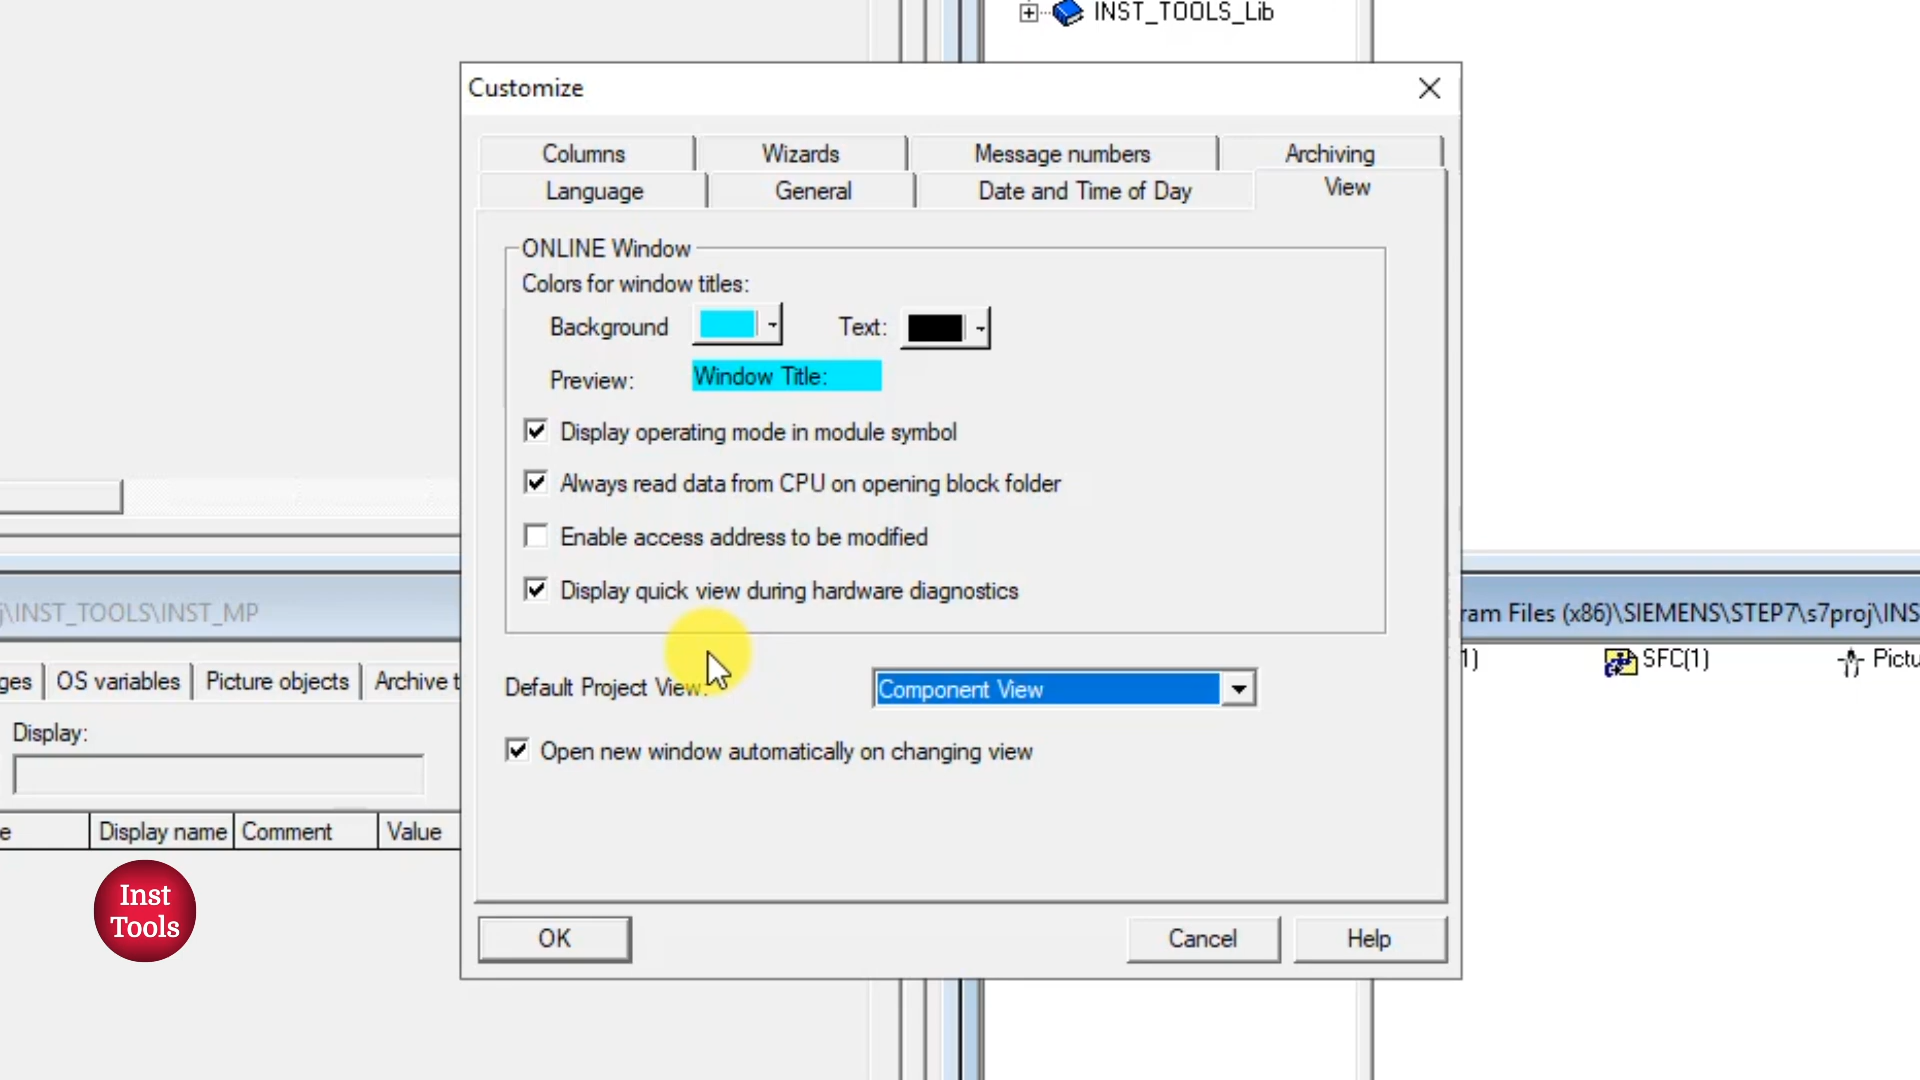 INST_TOOLS_Lib
Customize
Columns
Wizards
Message numbers
Archiving
Language
General
Date and Time of Day
View
ONLINE Window
Colors for window titles:
Background
Text:
Preview:
Window Title:
Display operating mode in module symbol
Always read data from CPU on opening block folder
Enable access address to be modified
Display quick view during hardware diagnostics
Default Project View:
Component View
Open new window automatically on changing view
OK
Cancel
Help
j\INST_TOOLS\INST_MP
ges
OS variables
Picture objects
Archive t
Display:
e
Display name
Comment
Value
ram Files (x86)\SIEMENS\STEP7\s7proj\INS
1)
SFC(1)
Pictu
Inst
Tools